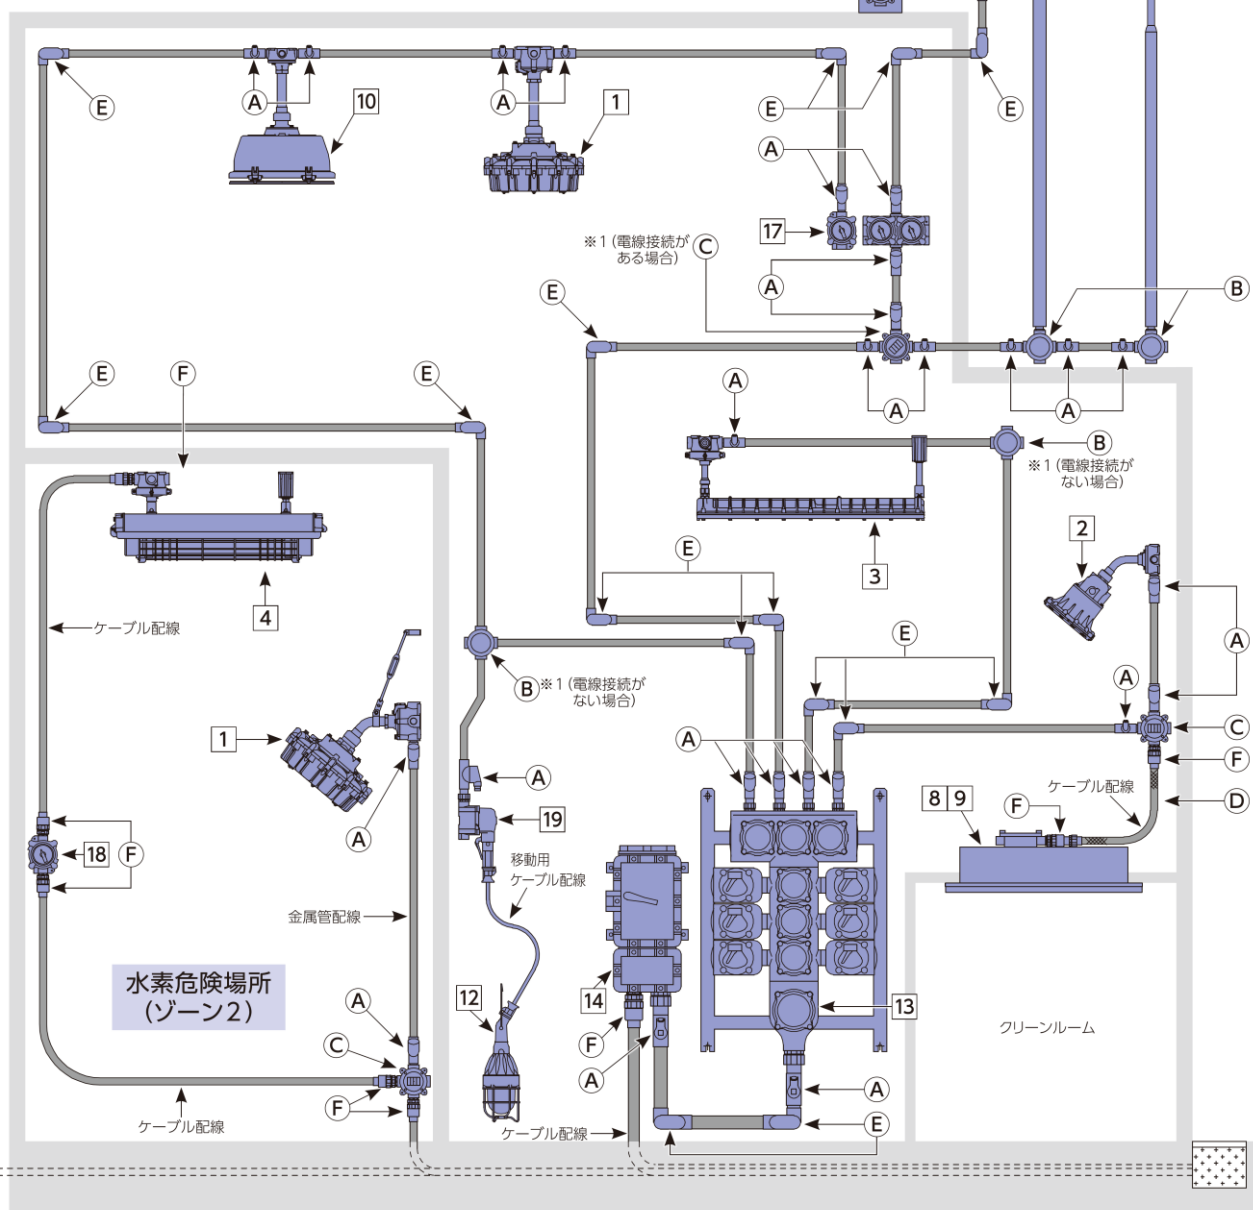 E
A
10
A
1
E
E
A
17
※1(電線接続が
ある場合)
C
A
E
B
A
A
E
F
E
A
B
※1(電線接続が
ない場合)
2
3
4
E
ケーブル配線
E
A
B
※1(電線接続が
ない場合)
A
C
1
A
A
A
F
ケーブル配線
8 9
F
D
18
F
19
移動用
ケーブル配線
金属管配線
水素危険場所
(ゾーン2)
A
12
14
13
クリーンルーム
C
F
A
F
A
A
E
ケーブル配線
ケーブル配線